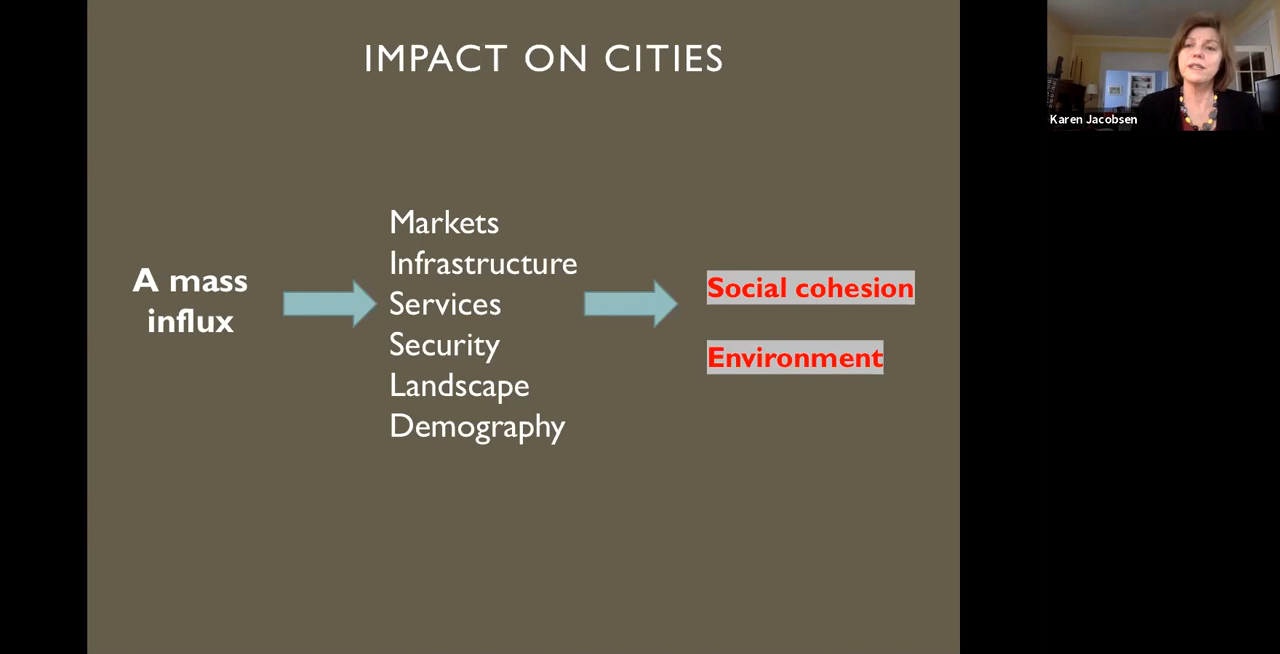 IMPACT ON CITIES
A mass
influx
Markets
Infrastructure
Services
Security
Landscape
Demography
Social cohesion
Environment
Karen Jacobsen